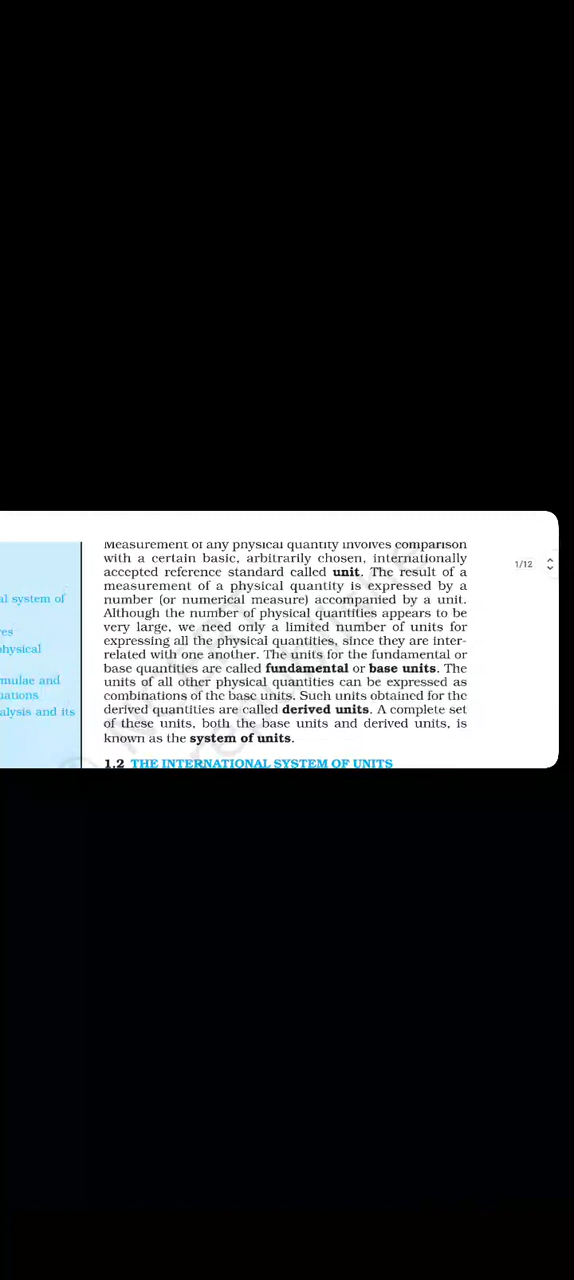 Measurement of any physical quantity involves comparison
with a certain basic, arbitrarily chosen, internationally
accepted reference standard called unit. The result of a
measurement of a physical quantity is expressed by a
number (or numerical measure) accompanied by a unit.
Although the number of physical quantities appears to be
very large, we need only a limited number of units for
expressing all the physical quantities, since they are inter-
related with one another. The units for the fundamental or
base quantities are called fundamental or base units. The
units of all other physical quantities can be expressed as
combinations of the base units. Such units obtained for the
derived quantities are called derived units. A complete set
of these units, both the base units and derived units, is
known as the system of units.
1.2 THE INTERNATIONAL SYSTEM OF UNITS
al system of
physical
alysis and its
1/12